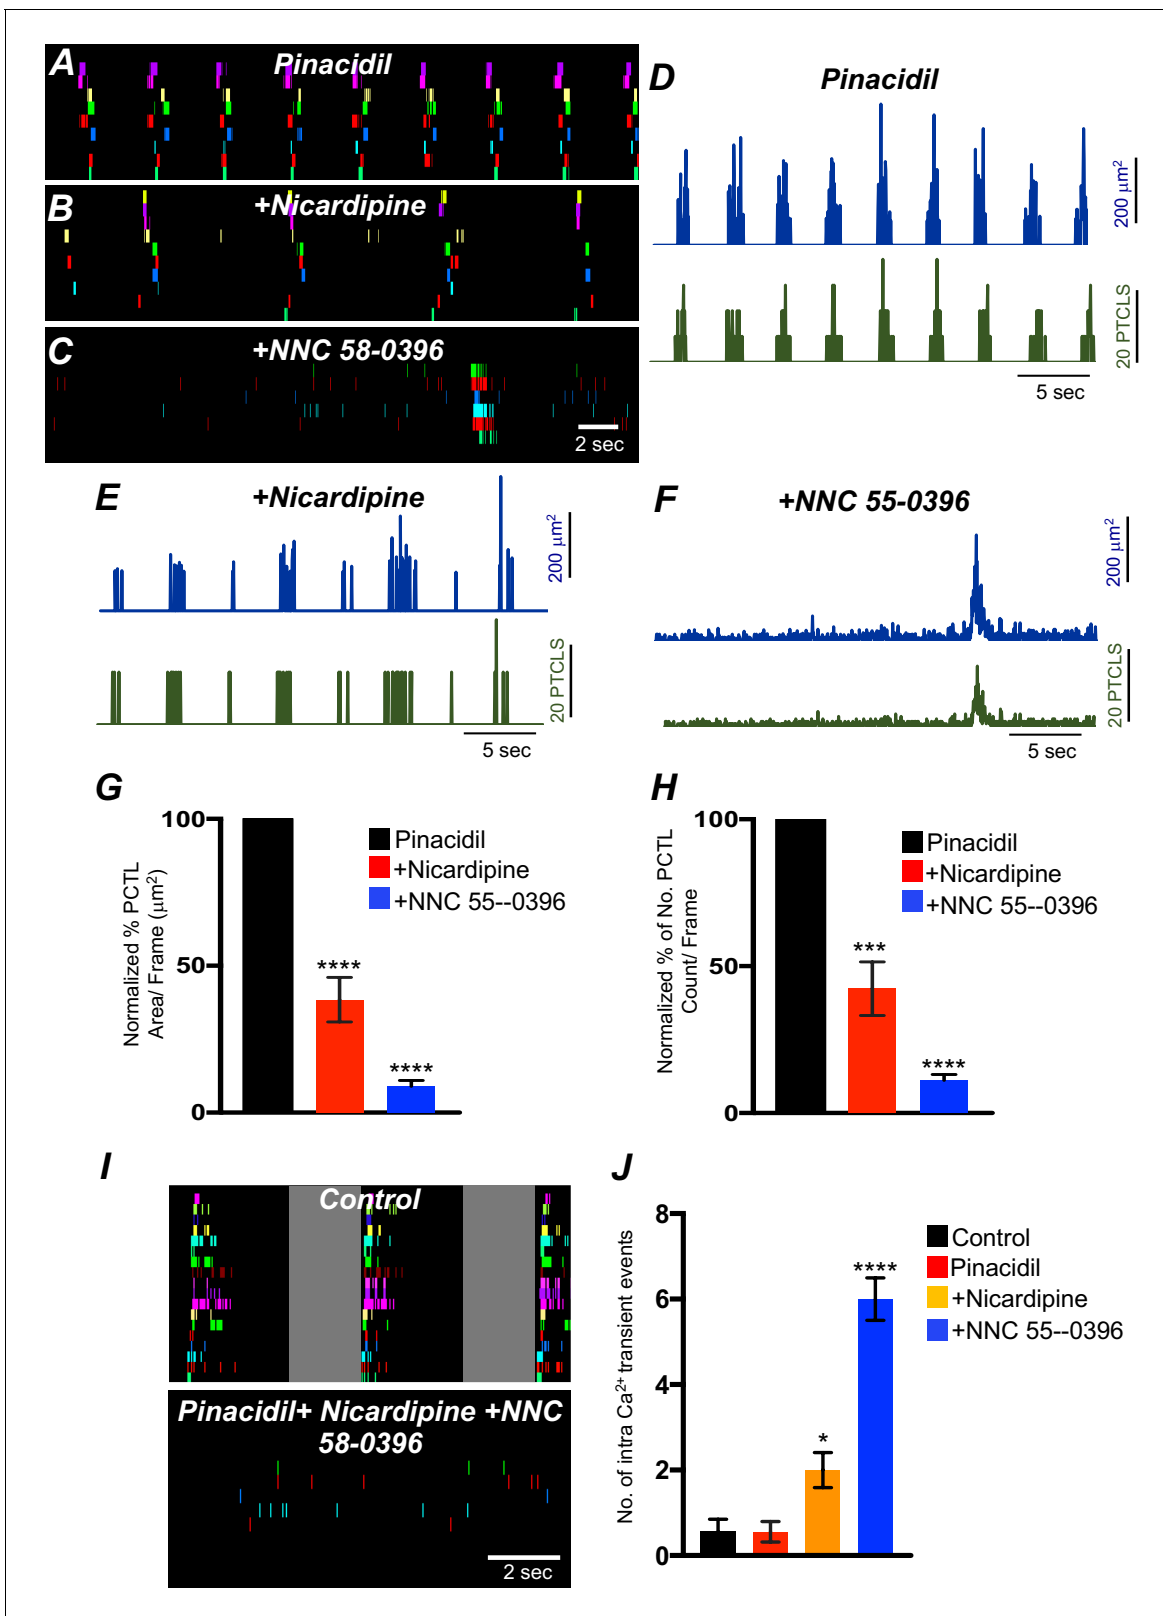 A
Pinacidil
B
+Nicardipine
C
+NNC 58-0396
2 sec
D
Pinacidil
200 µm²
20 PTCLS
5 sec
E
+Nicardipine
200 µm²
20 PTCLS
5 sec
F
+NNC 55-0396
200 µm²
20 PTCLS
5 sec
G
Normalized % PCTL
Area/ Frame (µm²)
100
50
0
****
****
Pinacidil
+Nicardipine
+NNC 55--0396
H
Normalized % of No. PCTL
Count/ Frame
100
50
0
***
****
Pinacidil
+Nicardipine
+NNC 55--0396
I
Control
Pinacidil+ Nicardipine +NNC
58-0396
2 sec
J
No. of intra Ca²⁺ transient events
8
6
4
2
0
*
****
Control
Pinacidil
+Nicardipine
+NNC 55--0396